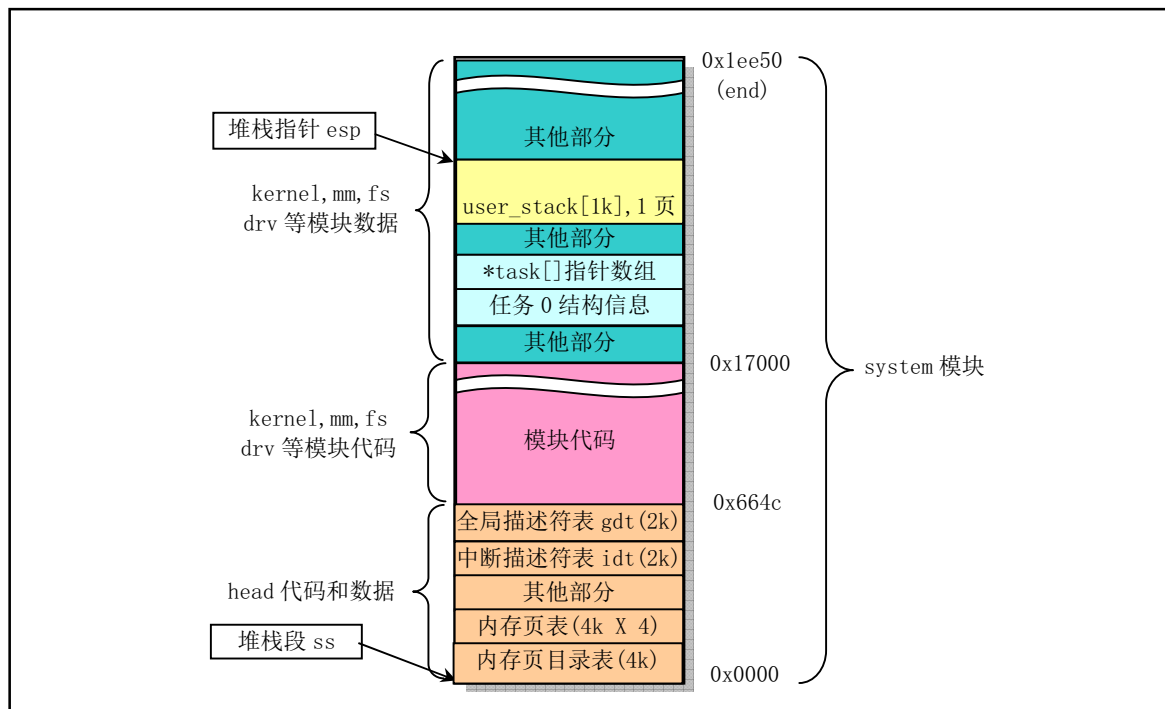 0x1ee50
(end)
堆栈指针 esp
其他部分
kernel,mm,fs
drv 等模块数据
user_stack[1k],1 页
其他部分
*task[]指针数组
任务 0 结构信息
其他部分
0x17000
system 模块
kernel,mm,fs
drv 等模块代码
模块代码
0x664c
全局描述符表 gdt(2k)
中断描述符表 idt(2k)
head 代码和数据
其他部分
内存页表(4k X 4)
堆栈段 ss
内存页目录表(4k)
0x0000